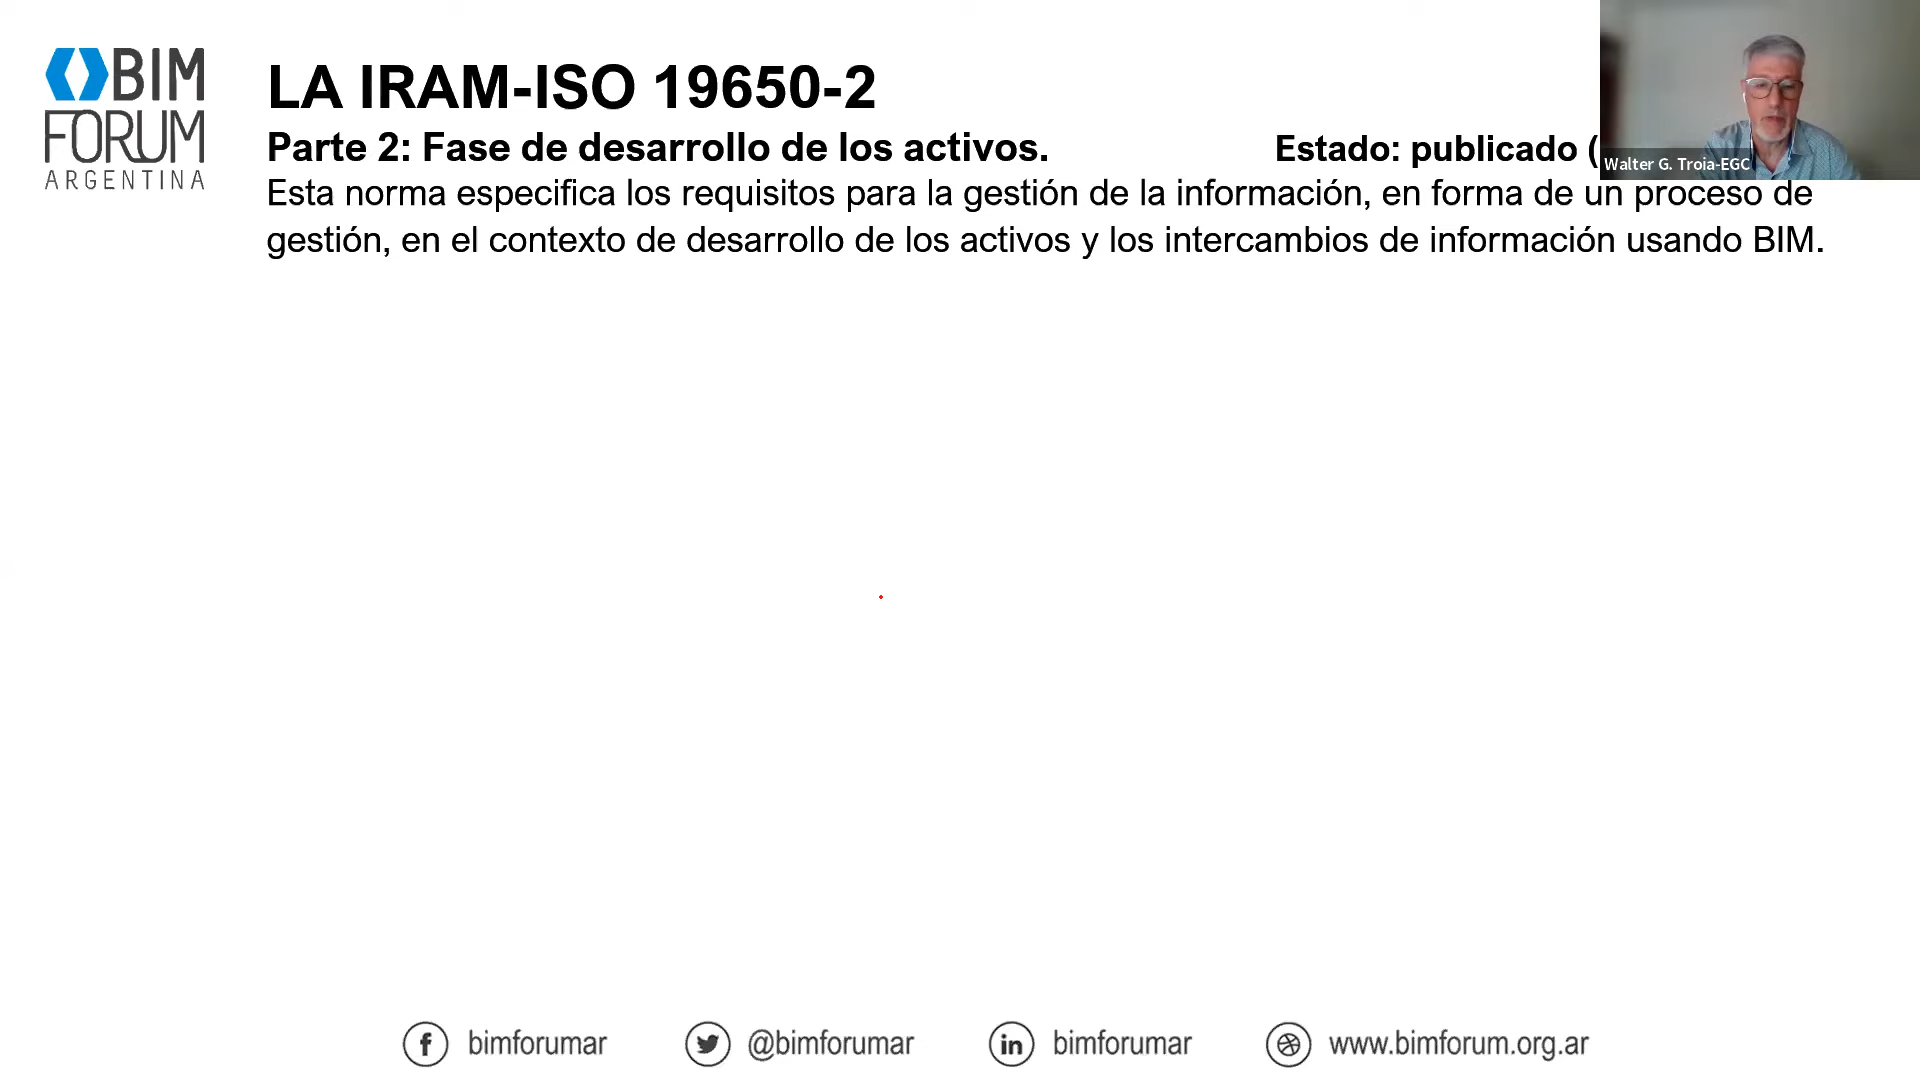 BIM
FORUM
ARGENTINA
LA IRAM-ISO 19650-2
Parte 2: Fase de desarrollo de los activos.
Estado: publicado (
Walter G. Troia-EGC
Esta norma especifica los requisitos para la gestión de la información, en forma de un proceso de
gestión, en el contexto de desarrollo de los activos y los intercambios de información usando BIM.
bimforumar
@bimforumar
bimforumar
www.bimforum.org.ar